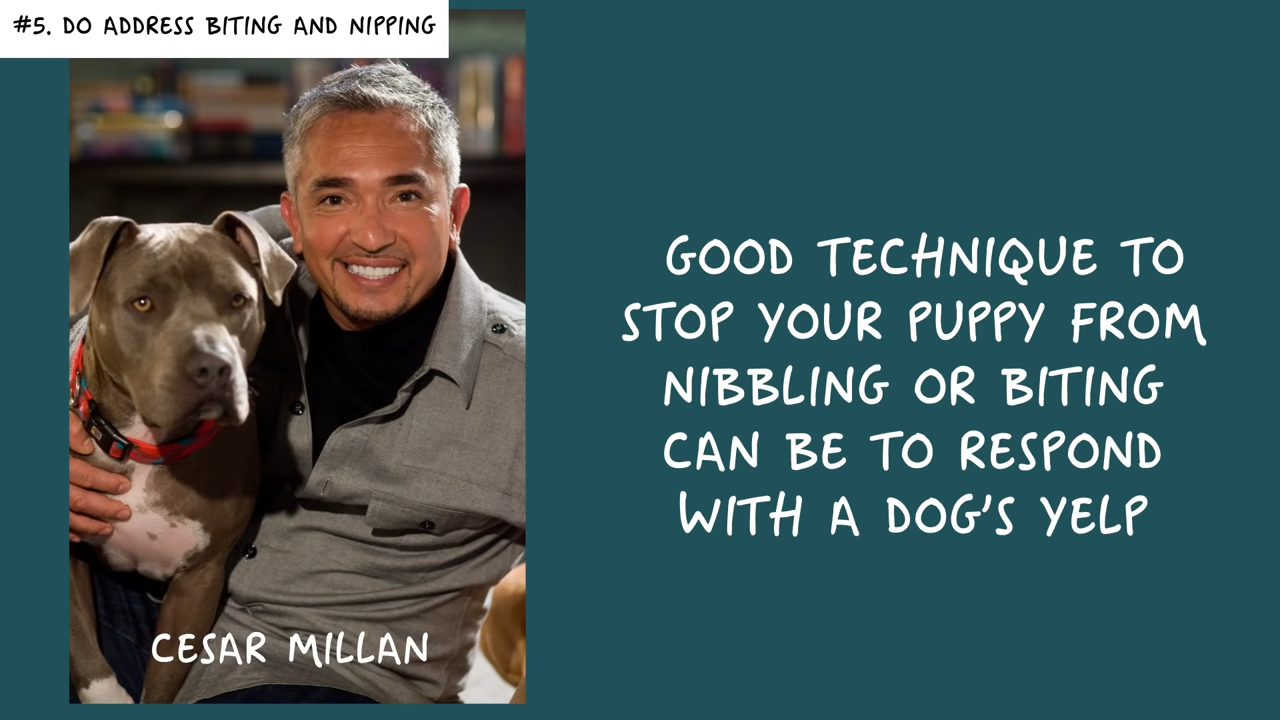 #5. DO ADDRESS BITING AND NIPPING
GOOD TECHNIQUE TO
STOP YOUR PUPPY FROM
NIBBLING OR BITING
CAN BE TO RESPOND
WITH A DOG'S YELP
CESAR MILLAN